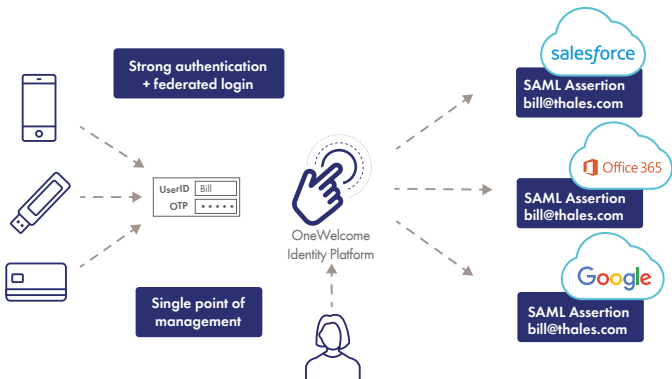 Strong authentication
+ federated login
UserID Bill
OTP •••••
OneWelcome
Identity Platform
Single point of
management
salesforce
SAML Assertion
bill@thales.com
Office 365
SAML Assertion
bill@thales.com
Google
SAML Assertion
bill@thales.com